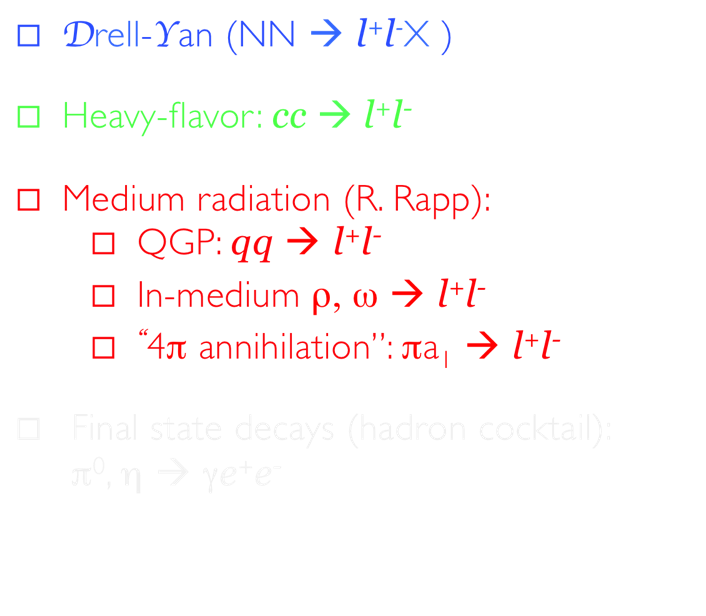 □ Drell-Yan (NN → l⁺l⁻X )
□ Heavy-flavor: cc → l⁺l⁻
□ Medium radiation (R. Rapp):
□ QGP: qq → l⁺l⁻
□ In-medium ρ, ω → l⁺l⁻
□ “4π annihilation”: πa₁ → l⁺l⁻
□ Final state decays (hadron cocktail):
π⁰, η → γe⁺e⁻